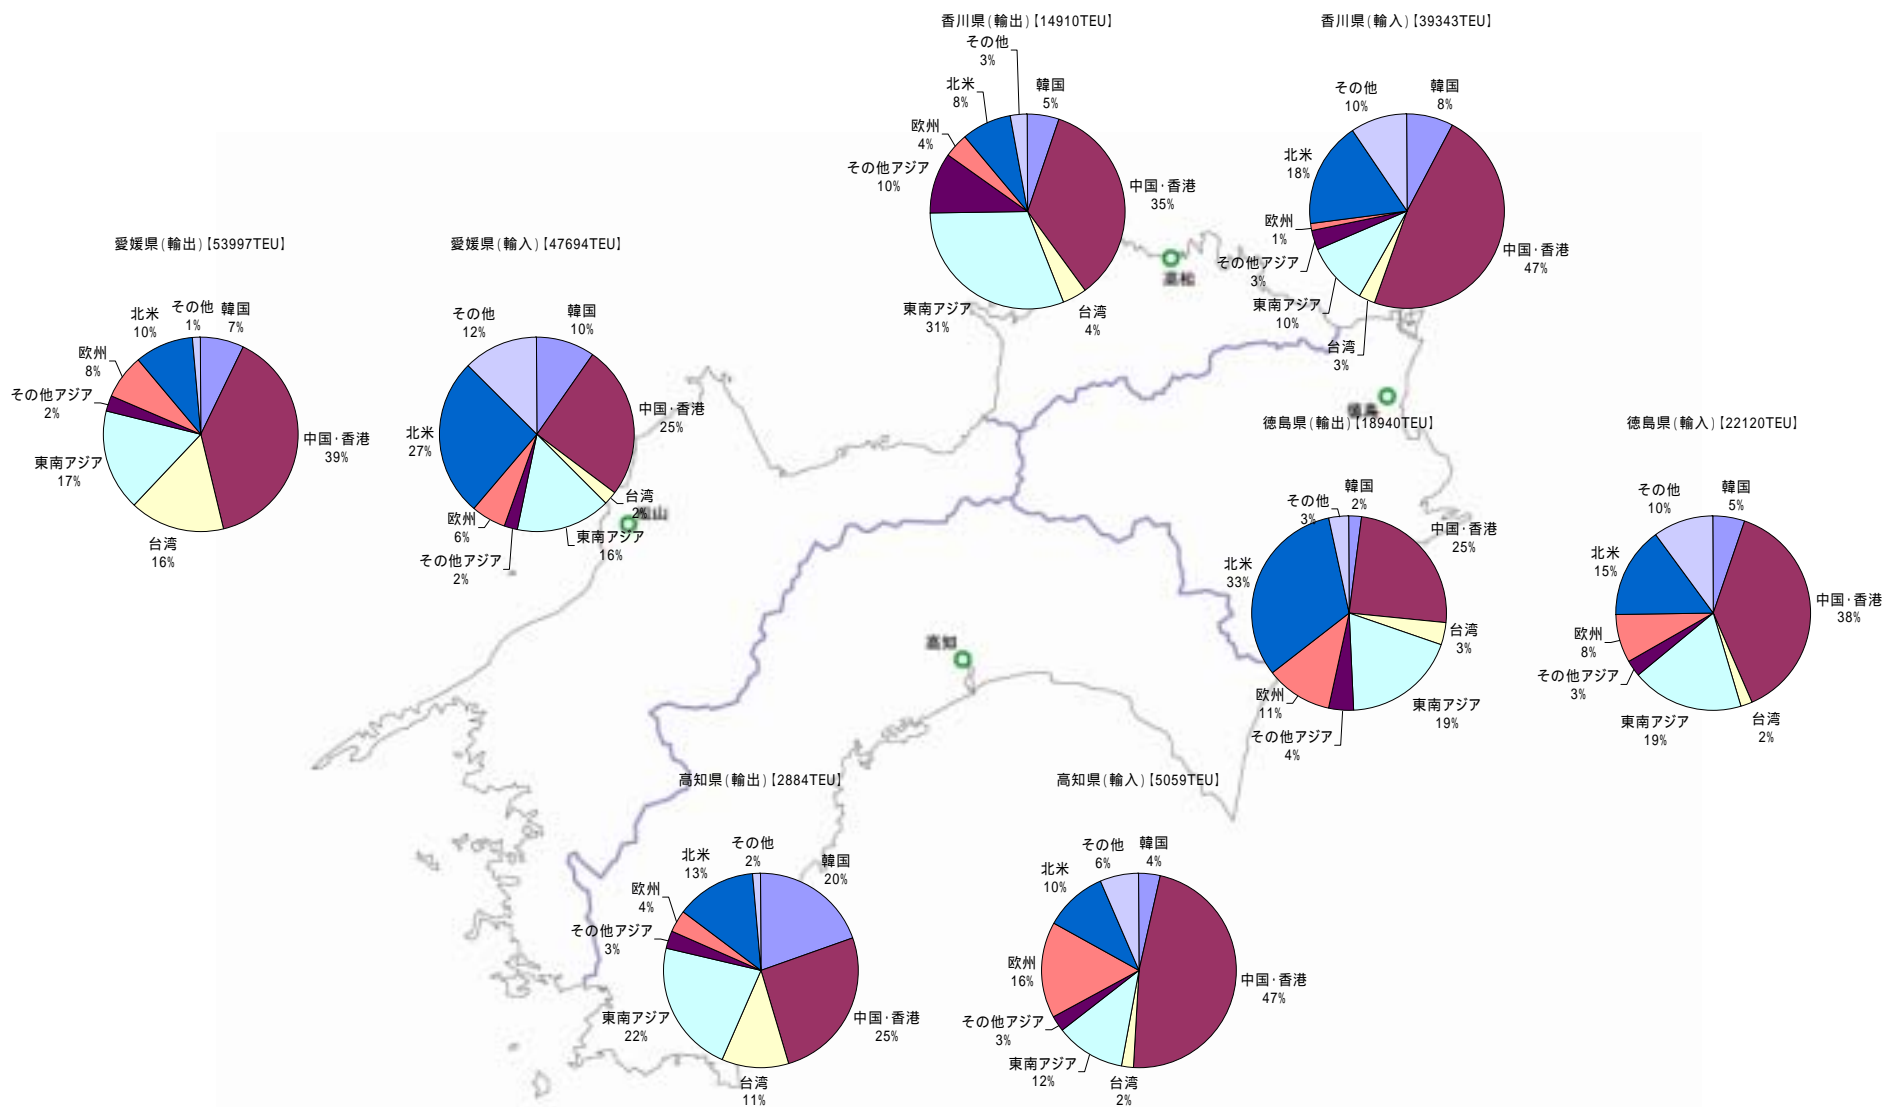 香川県(輸出)【14910TEU】
その他
3%
北米
8%
韓国
5%
欧州
4%
その他アジア
10%
中国・香港
35%
東南アジア
31%
台湾
4%
香川県(輸入)【39343TEU】
その他
10%
韓国
8%
北米
18%
欧州
1%
その他アジア
3%
中国・香港
47%
東南アジア
10%
台湾
3%
高松
愛媛県(輸出)【53997TEU】
その他
1%
韓国
7%
北米
10%
欧州
8%
その他アジア
2%
中国・香港
39%
東南アジア
17%
台湾
16%
愛媛県(輸入)【47694TEU】
その他
12%
韓国
10%
中国・香港
25%
北米
27%
台湾
2%
欧州
6%
東南アジア
16%
その他アジア
2%
松山
徳島
徳島県(輸出)【18940TEU】
その他
3%
韓国
2%
中国・香港
25%
北米
33%
台湾
3%
欧州
11%
東南アジア
19%
その他アジア
4%
徳島県(輸入)【22120TEU】
その他
10%
韓国
5%
北米
15%
中国・香港
38%
欧州
8%
その他アジア
3%
東南アジア
19%
台湾
2%
高知
高知県(輸出)【2884TEU】
その他
2%
韓国
20%
北米
13%
欧州
4%
その他アジア
3%
東南アジア
22%
中国・香港
25%
台湾
11%
高知県(輸入)【5059TEU】
その他
6%
韓国
4%
北米
10%
欧州
16%
中国・香港
47%
その他アジア
3%
東南アジア
12%
台湾
2%